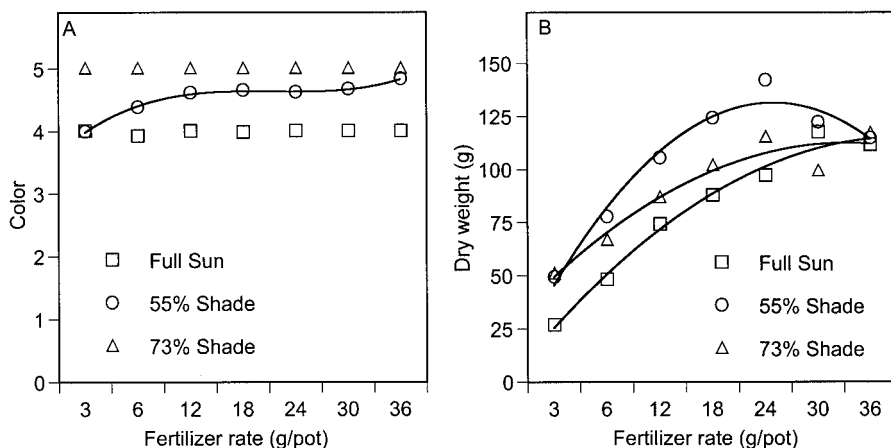 A
5
4
3
2
1
0
Color
Full Sun
55% Shade
73% Shade
3 6 12 18 24 30 36
Fertilizer rate (g/pot)
B
150
125
100
75
50
25
0
Dry weight (g)
Full Sun
55% Shade
73% Shade
3 6 12 18 24 30 36
Fertilizer rate (g/pot)